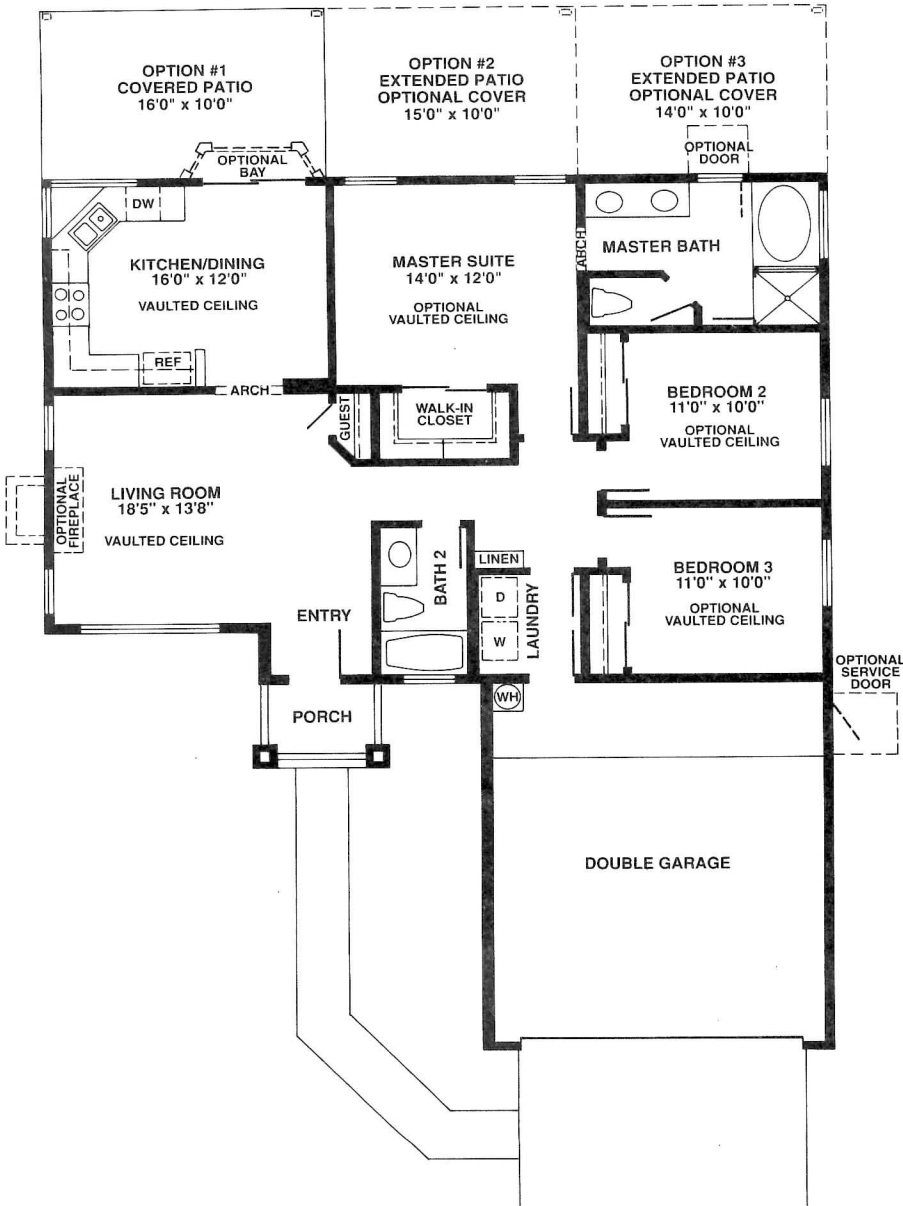 OPTION #1
COVERED PATIO
16'0" x 10'0"
OPTION #2
EXTENDED PATIO
OPTIONAL COVER
15'0" x 10'0"
OPTION #3
EXTENDED PATIO
OPTIONAL COVER
14'0" x 10'0"
OPTIONAL
BAY
OPTIONAL
DOOR
DW
KITCHEN/DINING
16'0" x 12'0"
VAULTED CEILING
REF
ARCH
MASTER SUITE
14'0" x 12'0"
OPTIONAL
VAULTED CEILING
ARCH
MASTER BATH
GUEST
WALK-IN
CLOSET
BEDROOM 2
11'0" x 10'0"
OPTIONAL
VAULTED CEILING
OPTIONAL
FIREPLACE
LIVING ROOM
18'5" x 13'8"
VAULTED CEILING
BATH 2
LINEN
D
W
LAUNDRY
BEDROOM 3
11'0" x 10'0"
OPTIONAL
VAULTED CEILING
ENTRY
OPTIONAL
SERVICE
DOOR
WH
PORCH
DOUBLE GARAGE